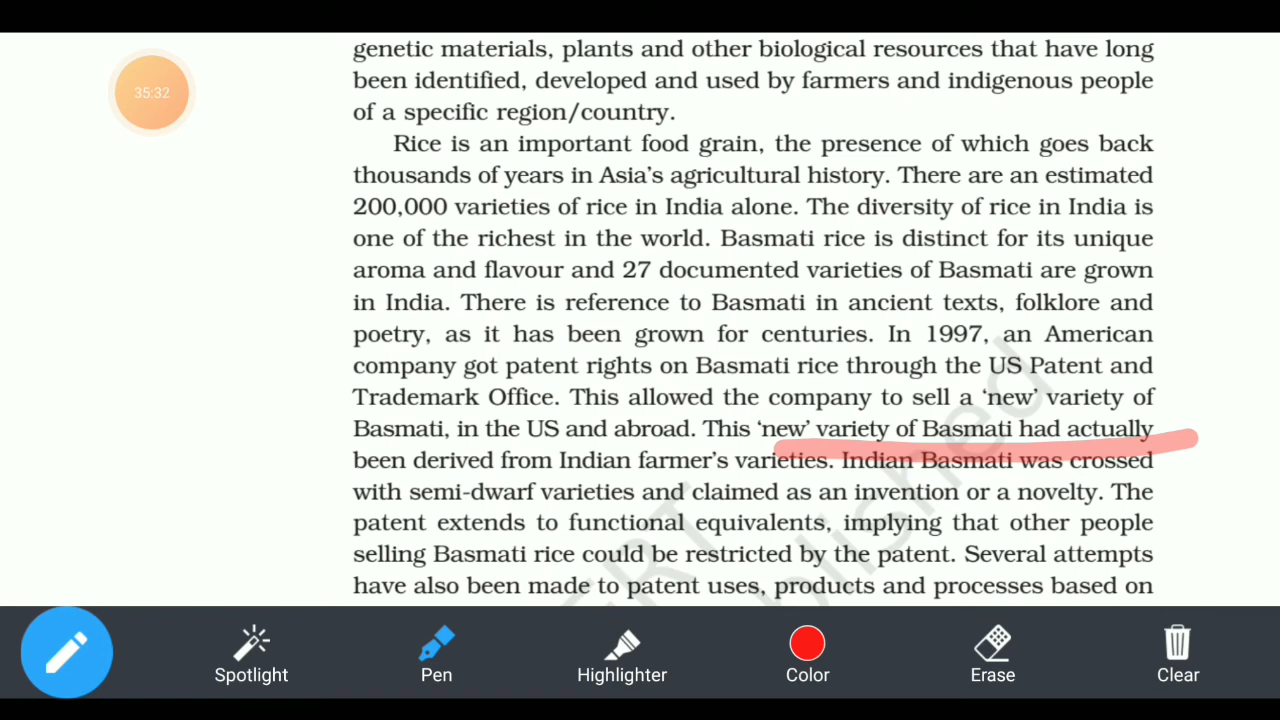 genetic materials, plants and other biological resources that have long
been identified, developed and used by farmers and indigenous people
of a specific region/country.
35:32
Rice is an important food grain, the presence of which goes back
thousands of years in Asia's agricultural history. There are an estimated
200,000 varieties of rice in India alone. The diversity of rice in India is
one of the richest in the world. Basmati rice is distinct for its unique
aroma and flavour and 27 documented varieties of Basmati are grown
in India. There is reference to Basmati in ancient texts, folklore and
poetry, as it has been grown for centuries. In 1997, an American
company got patent rights on Basmati rice through the US Patent and
Trademark Office. This allowed the company to sell a ‘new’ variety of
Basmati, in the US and abroad. This ‘new’ variety of Basmati had actually
been derived from Indian farmer's varieties. Indian Basmati was crossed
with semi-dwarf varieties and claimed as an invention or a novelty. The
patent extends to functional equivalents, implying that other people
selling Basmati rice could be restricted by the patent. Several attempts
have also been made to patent uses, products and processes based on
Spotlight
Pen
Highlighter
Color
Erase
Clear